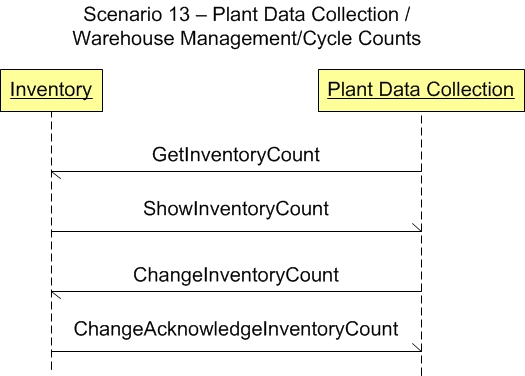 Scenario 13 – Plant Data Collection /
Warehouse Management/Cycle Counts
Inventory
Plant Data Collection
GetInventoryCount
ShowInventoryCount
ChangeInventoryCount
ChangeAcknowledgeInventoryCount